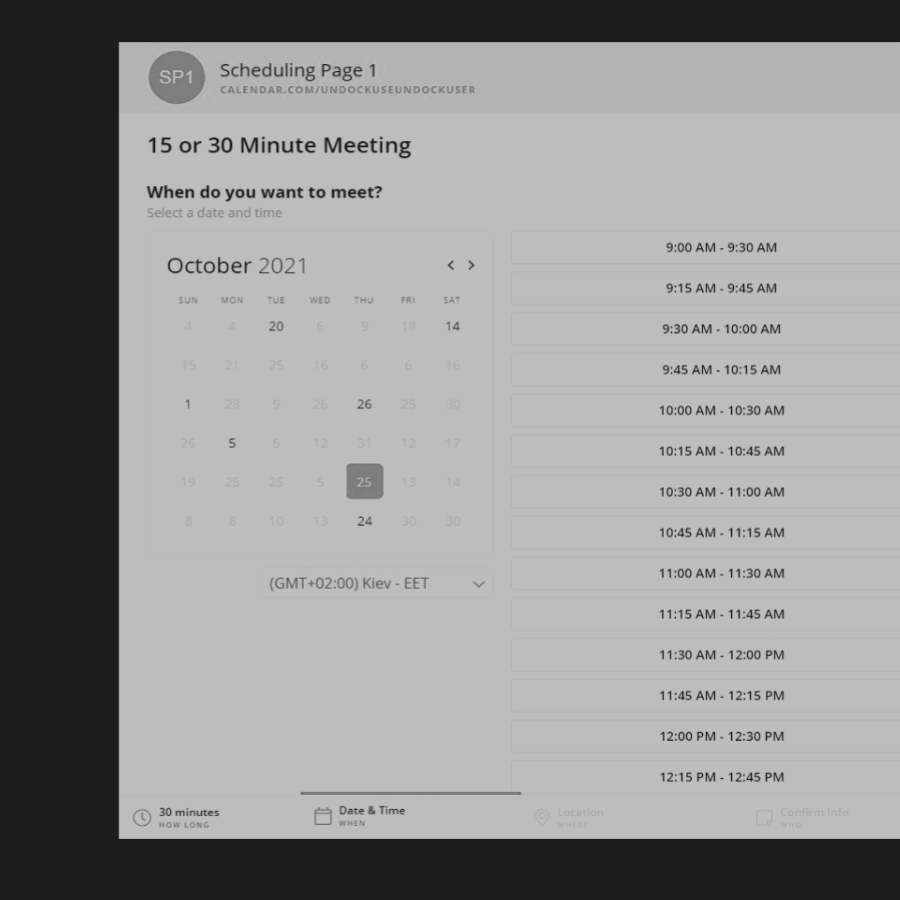 SP1
Scheduling Page 1
CALENDAR.COM/UNDOCKUSEUNDOCKUSER
15 or 30 Minute Meeting
When do you want to meet?
Select a date and time
October 2021
SUN MON TUE WED THU FRI SAT
4 4 20 6 9 18 14
15 21 25 16 6 6 16
1 28 9 26 26 25 30
26 5 5 12 31 12 17
19 25 25 5 25 13 14
8 8 10 13 24 30 30
(GMT+02:00) Kiev - EET
9:00 AM - 9:30 AM
9:15 AM - 9:45 AM
9:30 AM - 10:00 AM
9:45 AM - 10:15 AM
10:00 AM - 10:30 AM
10:15 AM - 10:45 AM
10:30 AM - 11:00 AM
10:45 AM - 11:15 AM
11:00 AM - 11:30 AM
11:15 AM - 11:45 AM
11:30 AM - 12:00 PM
11:45 AM - 12:15 PM
12:00 PM - 12:30 PM
12:15 PM - 12:45 PM
30 minutes
HOW LONG
Date & Time
WHEN
Location
WHERE
Confirm Info
WHO